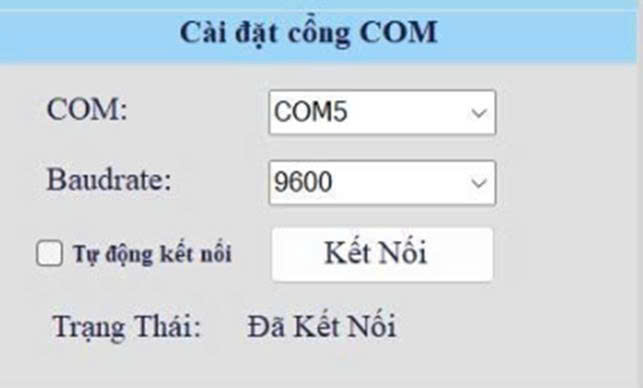 Cài đặt cổng COM
COM: COM5
Baudrate: 9600
Tự động kết nối Kết Nối
Trạng Thái: Đã Kết Nối